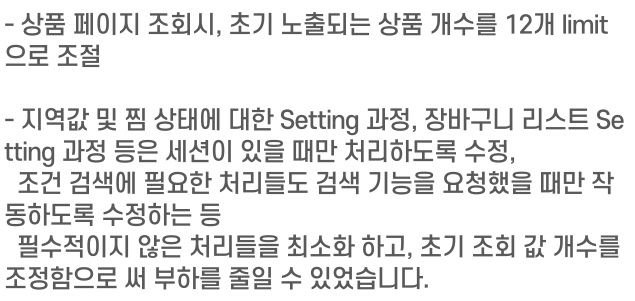 - 상품 페이지 조회시, 초기 노출되는 상품 개수를 12개 limit
으로 조절
- 지역값 및 찜 상태에 대한 Setting 과정, 장바구니 리스트 Se
tting 과정 등은 세션이 있을 때만 처리하도록 수정,
조건 검색에 필요한 처리들도 검색 기능을 요청했을 때만 작
동하도록 수정하는 등
필수적이지 않은 처리들을 최소화 하고, 초기 조회 값 개수를
조정함으로 써 부하를 줄일 수 있었습니다.